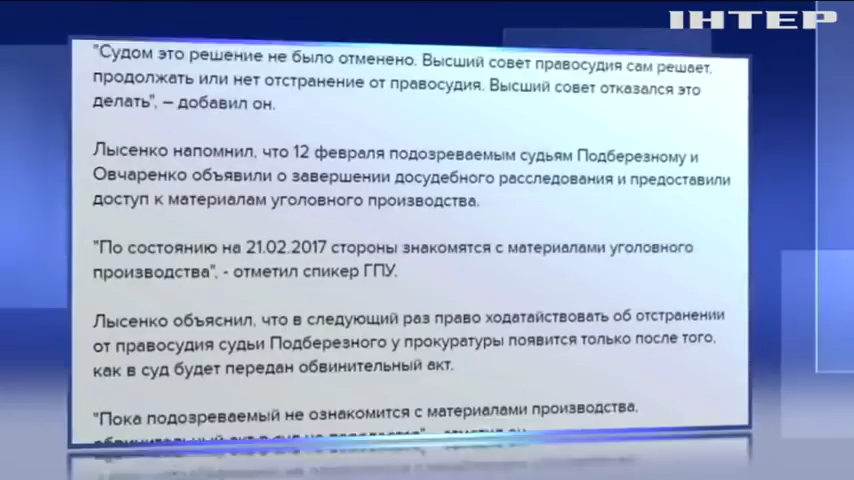 ІНТЕР
"Судом это решение не было отменено. Высший совет правосудия сам решает,
продолжать или нет отстранение от правосудия. Высший совет отказался это
делать", – добавил он.
Лысенко напомнил, что 12 февраля подозреваемым судьям Подберезному и
Овчаренко объявили о завершении досудебного расследования и предоставили
доступ к материалам уголовного производства.
"По состоянию на 21.02.2017 стороны знакомятся с материалами уголовного
производства", - отметил спикер ГПУ.
Лысенко объяснил, что в следующий раз право ходатайствовать об отстранении
от правосудия судьи Подберезного у прокуратуры появится только после того,
как в суд будет передан обвинительный акт.
"Пока подозреваемый не ознакомится с материалами производства,